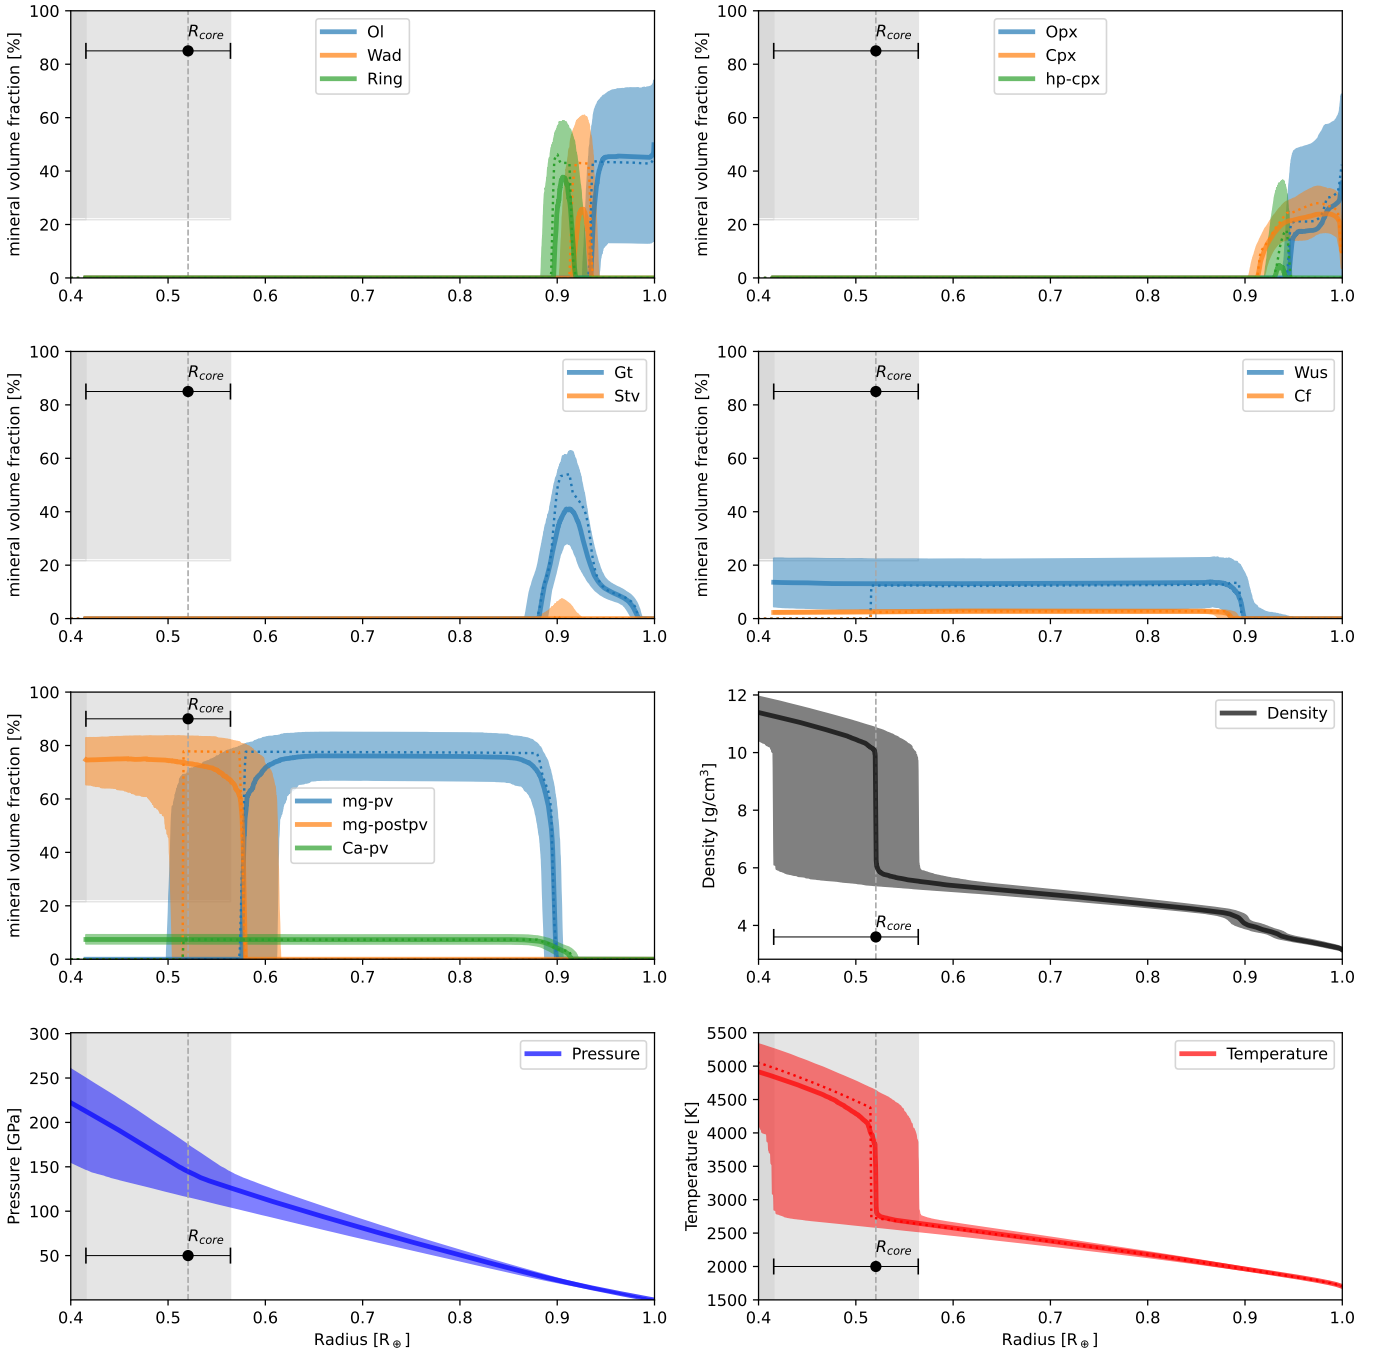 mineral volume fraction [%]
100
80
60
40
20
0
R_core
Ol
Wad
Ring
0.4 0.5 0.6 0.7 0.8 0.9 1.0
mineral volume fraction [%]
100
80
60
40
20
0
R_core
Opx
Cpx
hp-cpx
0.4 0.5 0.6 0.7 0.8 0.9 1.0
mineral volume fraction [%]
100
80
60
40
20
0
R_core
Gt
Stv
0.4 0.5 0.6 0.7 0.8 0.9 1.0
mineral volume fraction [%]
100
80
60
40
20
0
R_core
Wus
Cf
0.4 0.5 0.6 0.7 0.8 0.9 1.0
mineral volume fraction [%]
100
80
60
40
20
0
R_core
mg-pv
mg-postpv
Ca-pv
0.4 0.5 0.6 0.7 0.8 0.9 1.0
Density [g/cm³]
12
10
8
6
4
Density
R_core
0.4 0.5 0.6 0.7 0.8 0.9 1.0
Pressure [GPa]
300
250
200
150
100
50
Pressure
R_core
0.4 0.5 0.6 0.7 0.8 0.9 1.0
Radius [R⊕]
Temperature [K]
5500
5000
4500
4000
3500
3000
2500
2000
1500
Temperature
R_core
0.4 0.5 0.6 0.7 0.8 0.9 1.0
Radius [R⊕]